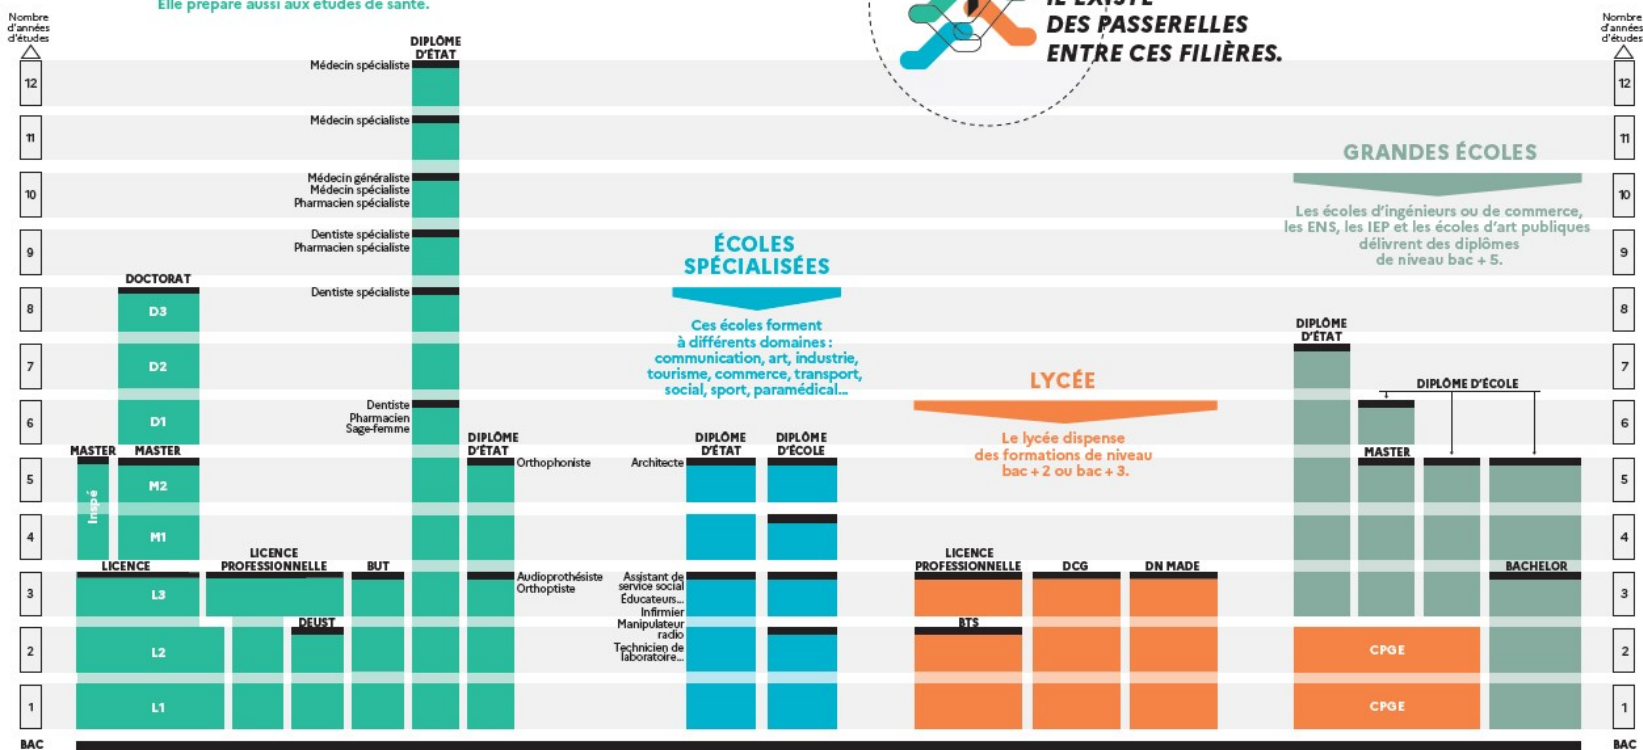 Elle prépare aussi aux études de santé.
IL EXISTE
DES PASSERELLES
ENTRE CES FILIÈRES.
Nombre
d'années
d'études
12
11
10
9
8
7
6
5
4
3
2
1
BAC
DOCTORAT
D3
D2
D1
MASTER
Inspé
MASTER
M2
M1
LICENCE
L3
L2
L1
LICENCE
PROFESSIONNELLE
DEUST
BUT
DIPLÔME
D'ÉTAT
Médecin spécialiste
Médecin spécialiste
Médecin généraliste
Médecin spécialiste
Pharmacien spécialiste
Dentiste spécialiste
Pharmacien spécialiste
Dentiste spécialiste
Dentiste
Pharmacien
Sage-femme
DIPLÔME
D'ÉTAT
Orthophoniste
Audioprothésiste
Orthoptiste
ÉCOLES
SPÉCIALISÉES
Ces écoles forment
à différents domaines :
communication, art, industrie,
tourisme, commerce, transport,
social, sport, paramédical...
DIPLÔME
D'ÉTAT
DIPLÔME
D'ÉCOLE
Architecte
Assistant de
service social
Éducateurs...
Infirmier
Manipulateur
radio
Technicien de
laboratoire...
LYCÉE
Le lycée dispense
des formations de niveau
bac + 2 ou bac + 3.
LICENCE
PROFESSIONNELLE
BTS
DCG
DN MADE
GRANDES ÉCOLES
Les écoles d'ingénieurs ou de commerce,
les ENS, les IEP et les écoles d'art publiques
délivrent des diplômes
de niveau bac + 5.
DIPLÔME
D'ÉTAT
DIPLÔME D'ÉCOLE
MASTER
BACHELOR
CPGE
CPGE
Nombre
d'années
d'études
12
11
10
9
8
7
6
5
4
3
2
1
BAC